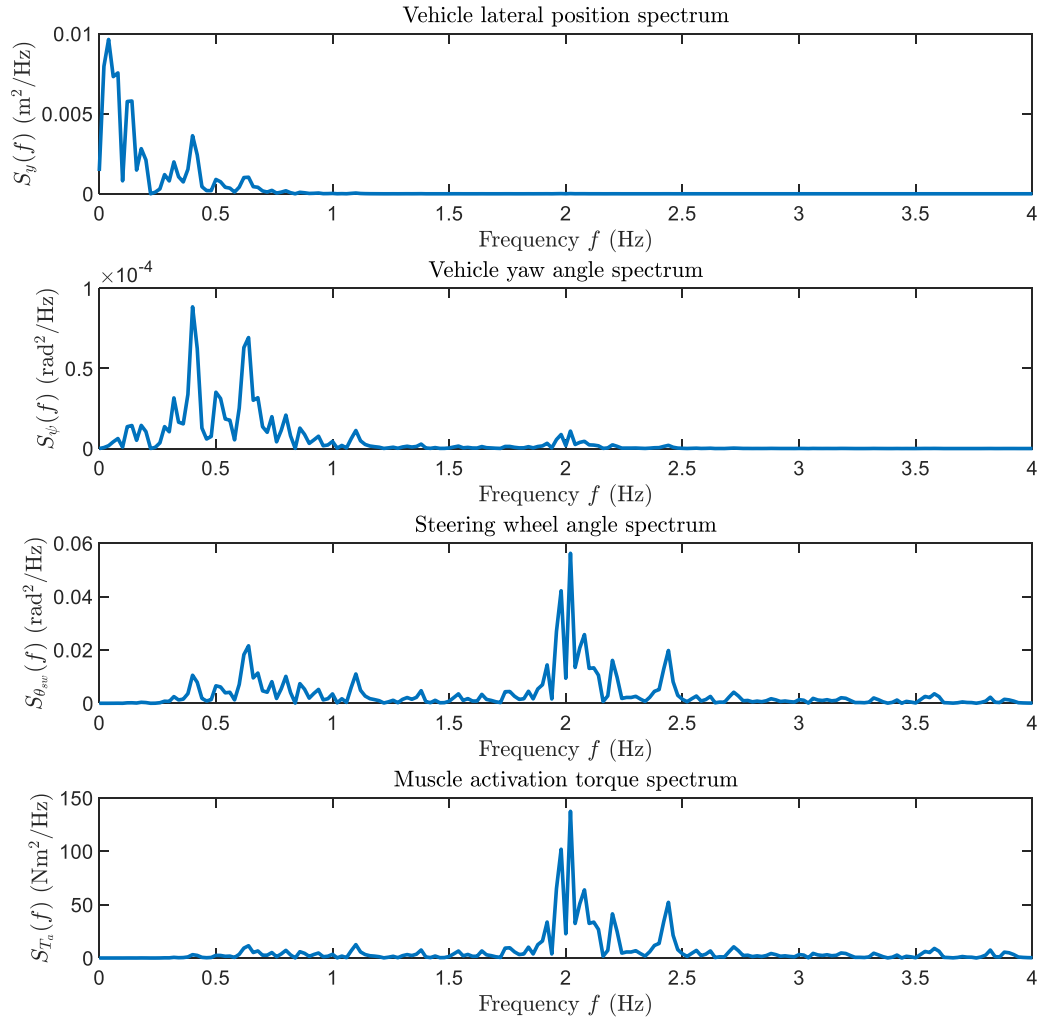 Vehicle lateral position spectrum
S_y(f) (m²/Hz)
0.01
0.005
0
0 0.5 1 1.5 2 2.5 3 3.5 4
Frequency f (Hz)
Vehicle yaw angle spectrum
×10⁻⁴
S_ψ(f) (rad²/Hz)
1
0.5
0
0 0.5 1 1.5 2 2.5 3 3.5 4
Frequency f (Hz)
Steering wheel angle spectrum
S_{θ_{sw}}(f) (rad²/Hz)
0.06
0.04
0.02
0
0 0.5 1 1.5 2 2.5 3 3.5 4
Frequency f (Hz)
Muscle activation torque spectrum
S_{T_a}(f) (Nm²/Hz)
150
100
50
0
0 0.5 1 1.5 2 2.5 3 3.5 4
Frequency f (Hz)